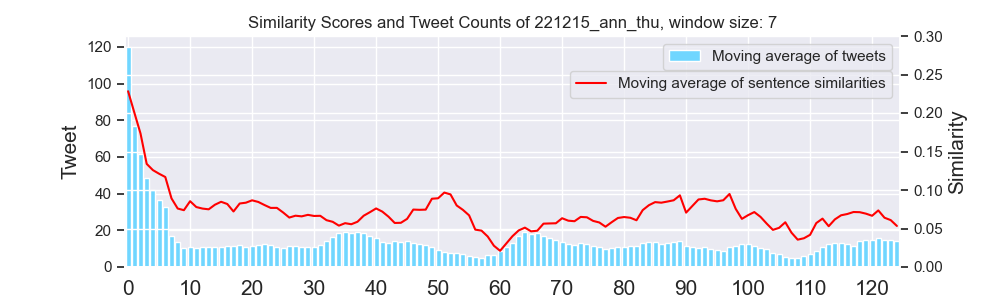 Similarity Scores and Tweet Counts of 221215_ann_thu, window size: 7
Moving average of tweets
Moving average of sentence similarities
Tweet
120
100
80
60
40
20
0
Similarity
0.30
0.25
0.20
0.15
0.10
0.05
0.00
0 10 20 30 40 50 60 70 80 90 100 110 120